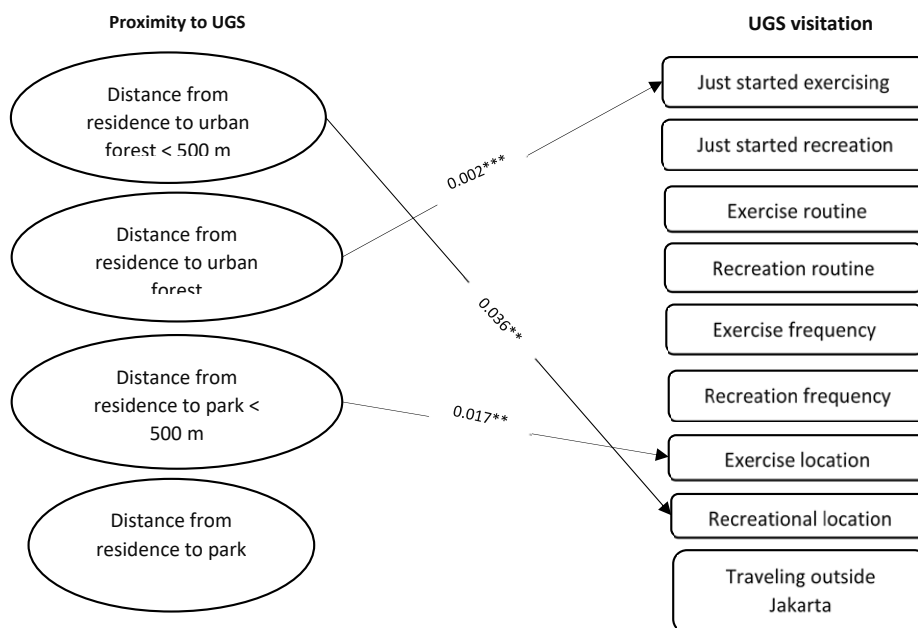 Proximity to UGS
UGS visitation
Distance from
residence to urban
forest < 500 m
Distance from
residence to urban
forest
Distance from
residence to park <
500 m
Distance from
residence to park
0.002***
0.036**
0.017**
Just started exercising
Just started recreation
Exercise routine
Recreation routine
Exercise frequency
Recreation frequency
Exercise location
Recreational location
Traveling outside
Jakarta